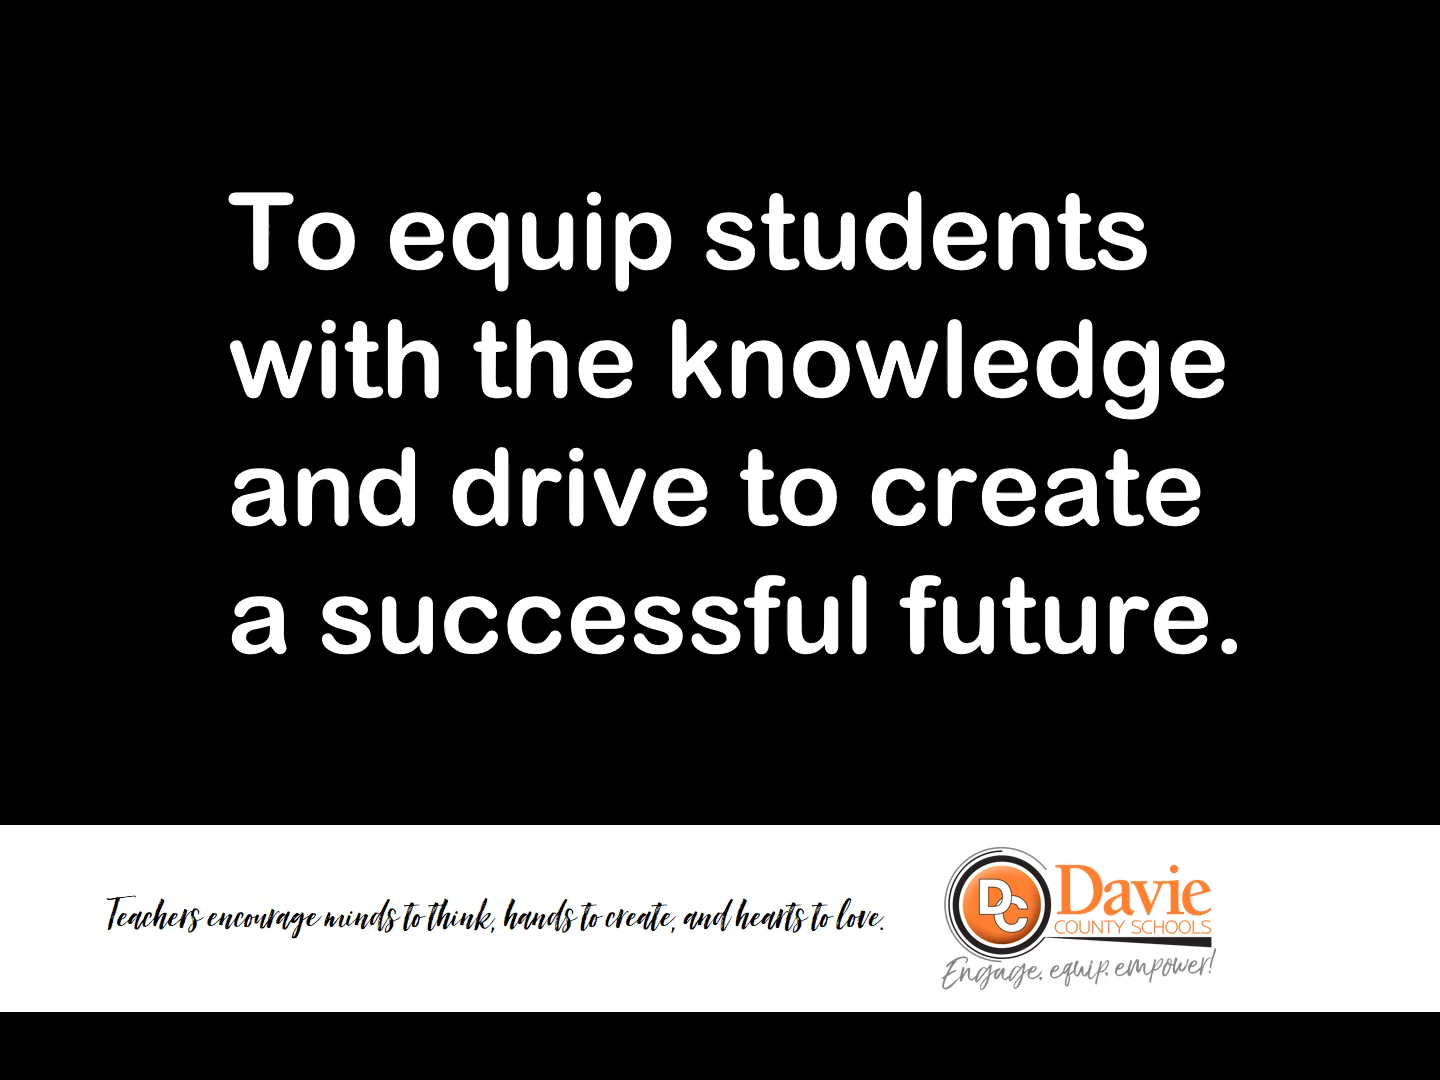 To equip students
with the knowledge
and drive to create
a successful future.
Teachers encourage minds to think, hands to create, and hearts to love.
DC
Davie
COUNTY SCHOOLS
Engage. equip. empower!